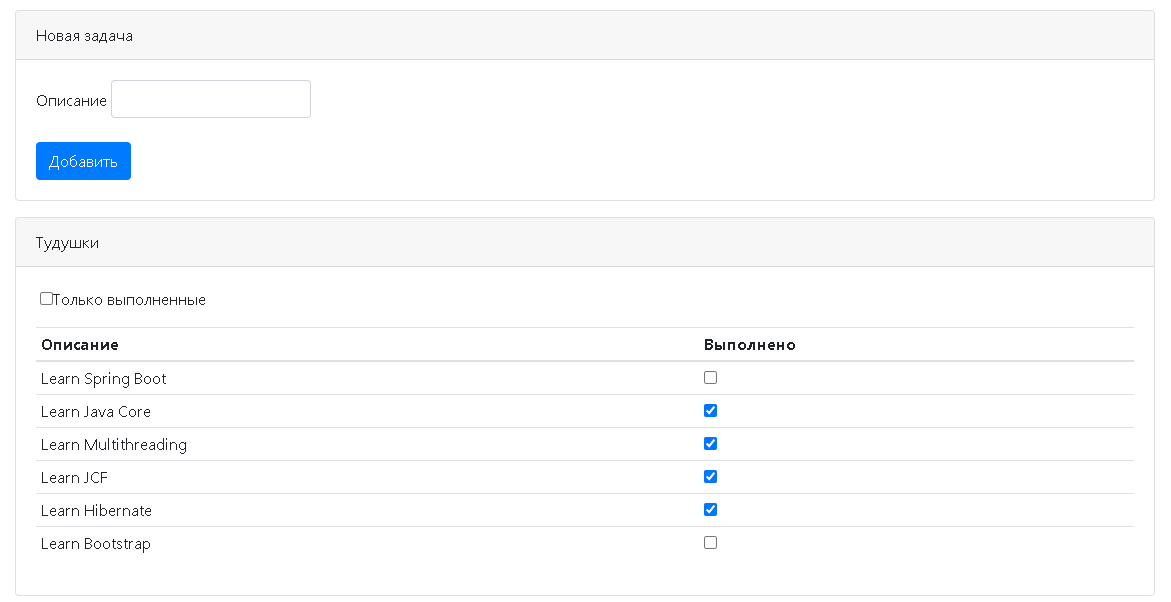 Новая задача
Описание
Добавить
Тудушки
Только выполненные
Описание Выполнено
Learn Spring Boot
Learn Java Core
Learn Multithreading
Learn JCF
Learn Hibernate
Learn Bootstrap